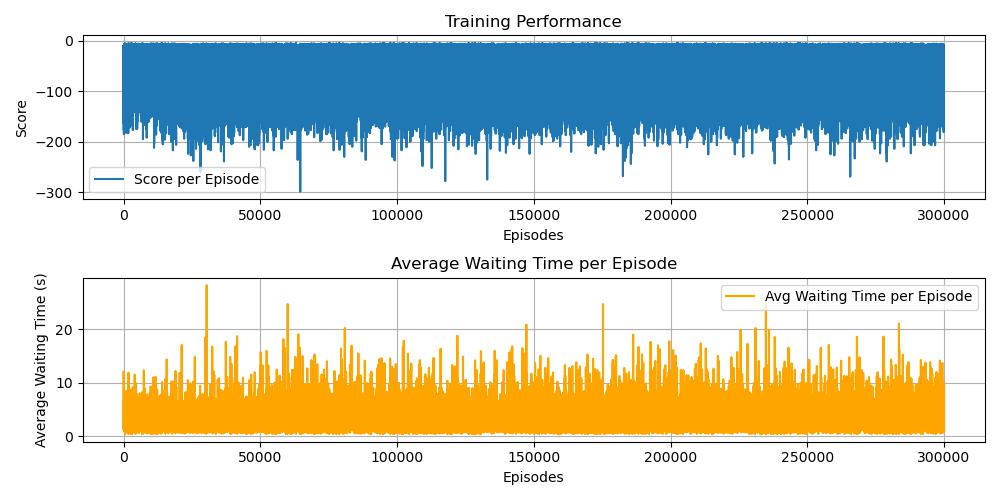 Training Performance
0
−100
−200
−300
Score
Score per Episode
0 50000 100000 150000 200000 250000 300000
Episodes
Average Waiting Time per Episode
20
10
0
Average Waiting Time (s)
Avg Waiting Time per Episode
0 50000 100000 150000 200000 250000 300000
Episodes